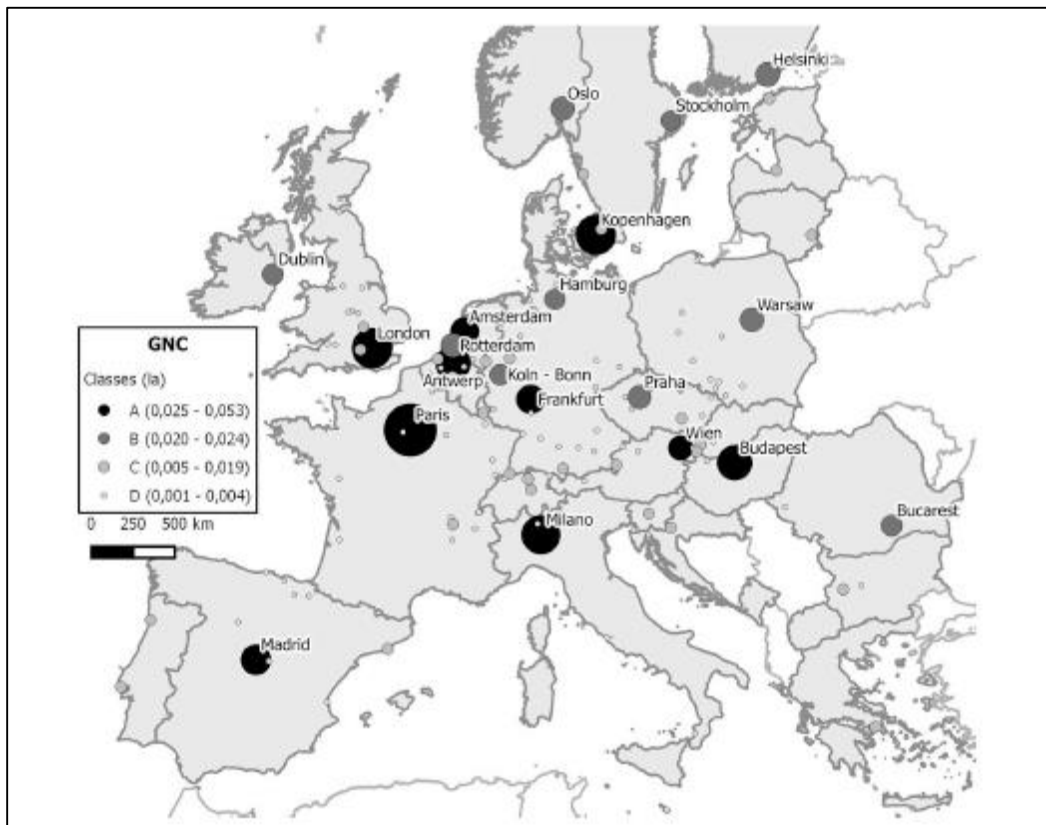 Helsinki
Oslo
Stockholm
Kopenhagen
Dublin
Hamburg
Warsaw
Amsterdam
London
Rotterdam
GNC
Antwerp
Koln - Bonn
Praha
Classes (Ia)
Frankfurt
A (0,025 - 0,053)
Paris
B (0,020 - 0,024)
Wien
Budapest
C (0,005 - 0,019)
D (0,001 - 0,004)
Milano
Bucarest
0 250 500 km
Madrid